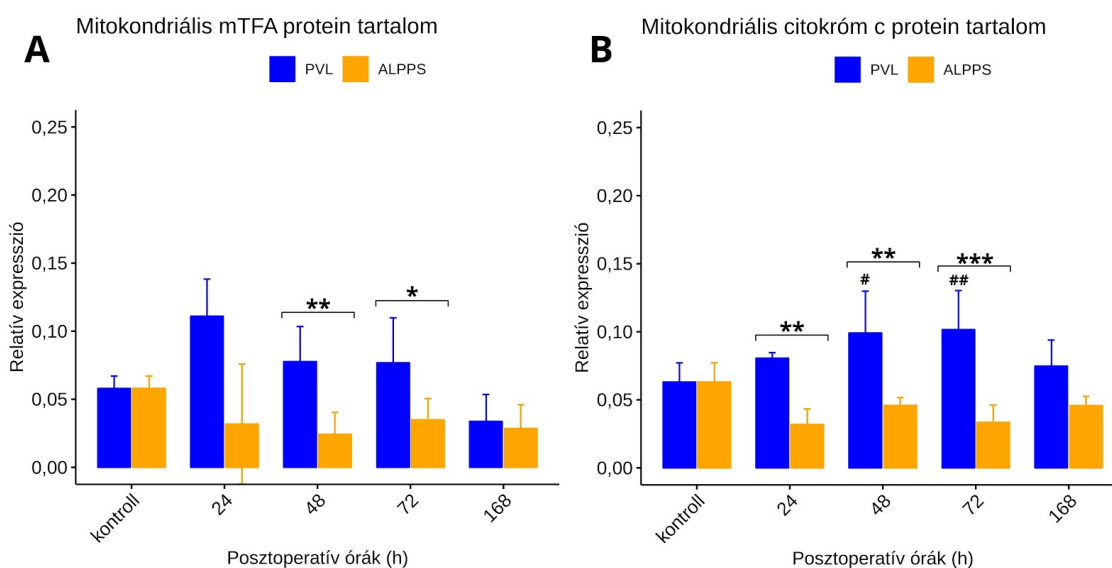 A
Mitokondriális mTFA protein tartalom
PVL ALPPS
Relatív expresszió
0,25
0,20
0,15
0,10
0,05
0,00
**
*
kontroll 24 48 72 168
Posztoperatív órák (h)
B
Mitokondriális citokróm c protein tartalom
PVL ALPPS
Relatív expresszió
0,25
0,20
0,15
0,10
0,05
0,00
**
**
#
***
##
kontroll 24 48 72 168
Posztoperatív órák (h)